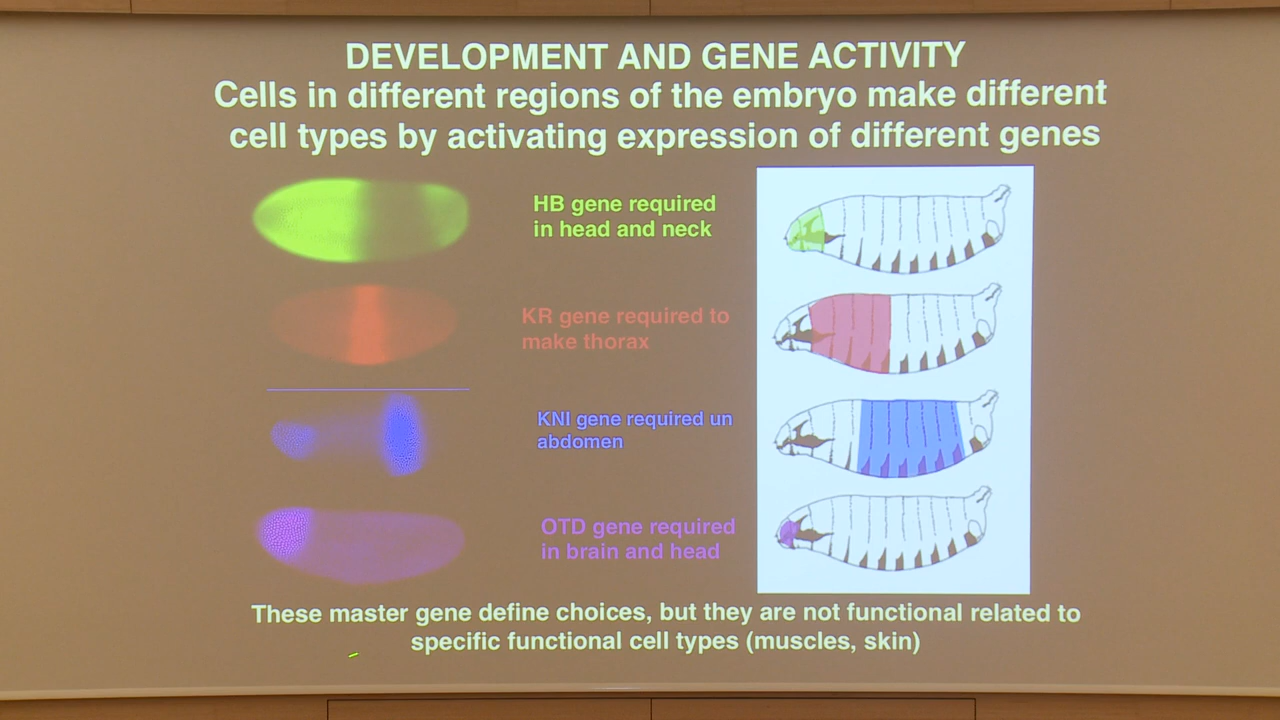 DEVELOPMENT AND GENE ACTIVITY
Cells in different regions of the embryo make different
cell types by activating expression of different genes
HB gene required
in head and neck
KR gene required to
make thorax
KNI gene required un
abdomen
OTD gene required
in brain and head
These master gene define choices, but they are not functional related to
specific functional cell types (muscles, skin)